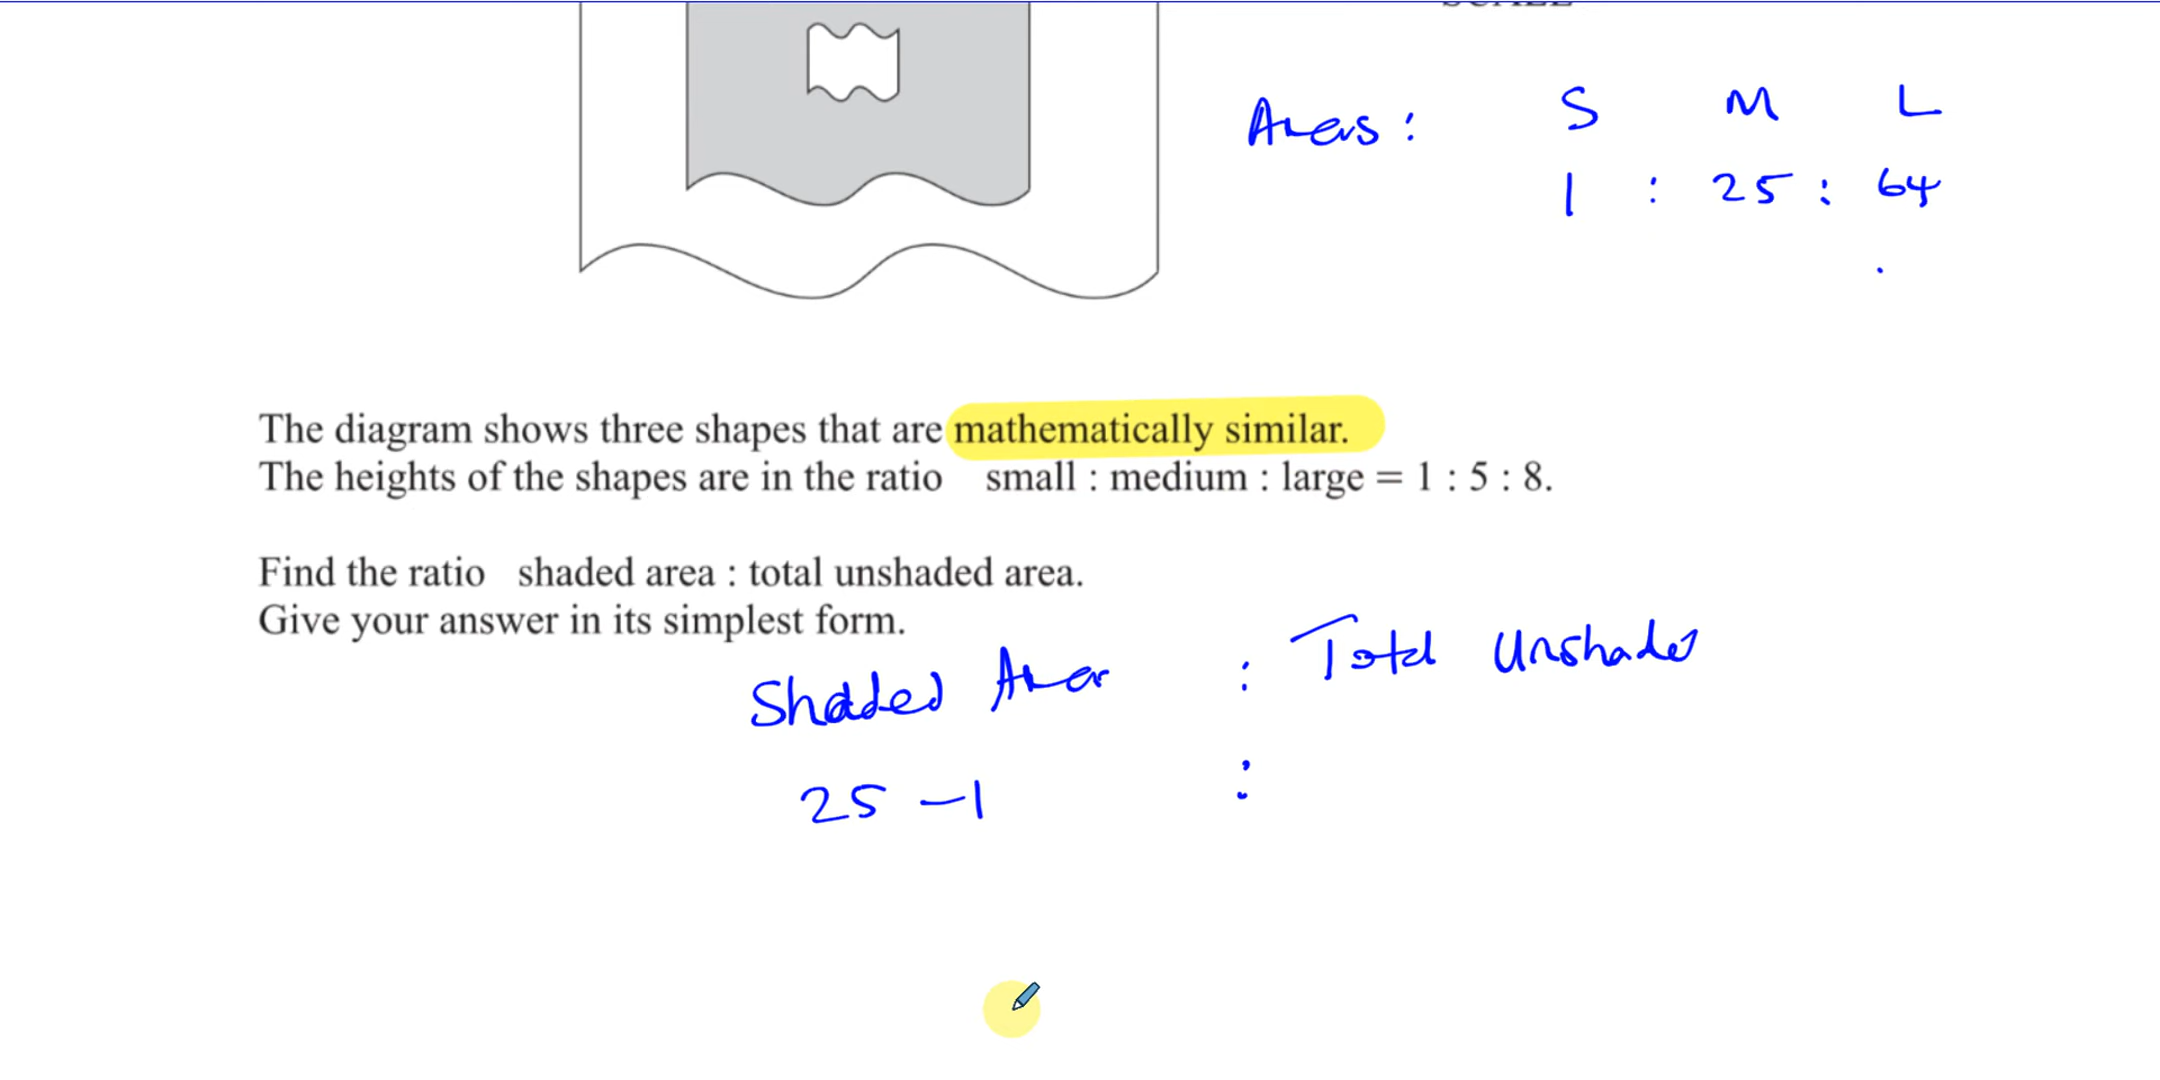 Areas : S M L
1 : 25 : 64
The diagram shows three shapes that are mathematically similar.
The heights of the shapes are in the ratio small : medium : large = 1 : 5 : 8.
Find the ratio shaded area : total unshaded area.
Give your answer in its simplest form.
Shaded Area : Total Unshaded
25 - 1 :